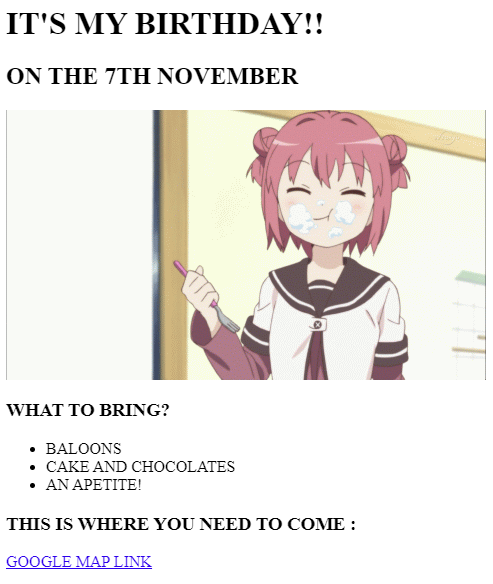 IT'S MY BIRTHDAY!!
ON THE 7TH NOVEMBER
WHAT TO BRING?
BALOONS
CAKE AND CHOCOLATES
AN APETITE!
THIS IS WHERE YOU NEED TO COME :
GOOGLE MAP LINK